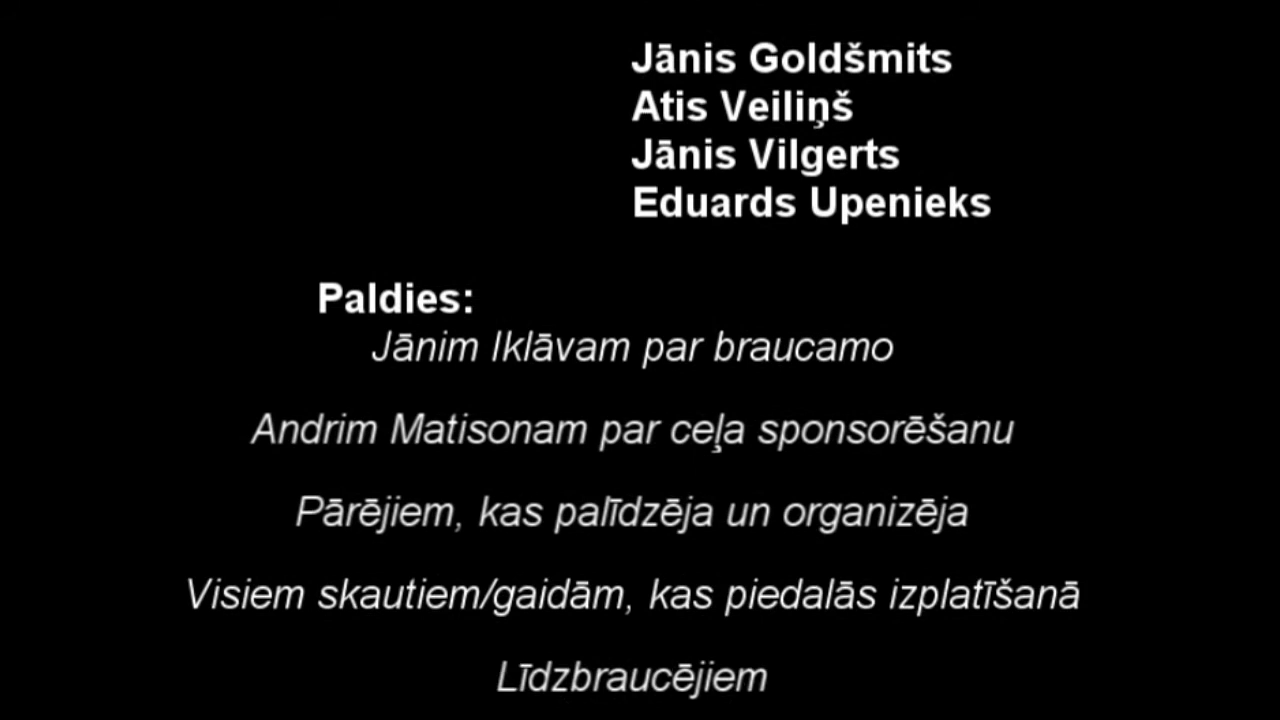 Jānis Goldšmits
Atis Veiliņš
Jānis Vilgerts
Eduards Upenieks
Paldies:
Jānim Iklāvam par braucamo
Andrim Matisonam par ceļa sponsorēšanu
Pārējiem, kas palīdzēja un organizēja
Visiem skautiem/gaidām, kas piedalās izplatīšanā
Līdzbraucējiem